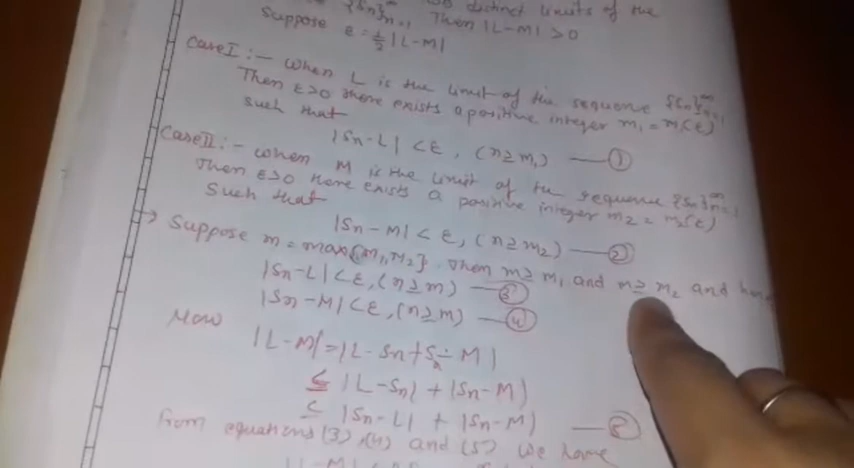 distinct limits of the
{Sn}∞n=1 Then |L-M| > 0
Suppose ε = 1/2 |L-M|
Case I :- When L is the limit of the sequence {Sn}∞n=1
Then ε>0 there exists a positive integer m1 = m1(ε)
such that
|Sn-L| < ε, (n≥m1) — ①
Case II :- When M is the limit of the sequence {Sn}∞n=1
Then ε>0 there exists a positive integer m2 = m2(ε)
Such that
|Sn-M| < ε, (n≥m2) — ②
→ Suppose m = max{m1, m2}. Then m≥m1 and m≥m2 and
|Sn-L| < ε, (n≥m) — ③
|Sn-M| < ε, (n≥m) — ④
Now
|L-M| = |L-Sn+Sn-M|
≤ |L-Sn| + |Sn-M|
≤ |Sn-L| + |Sn-M| — ⑤
From equations (3), (4) and (5) we have